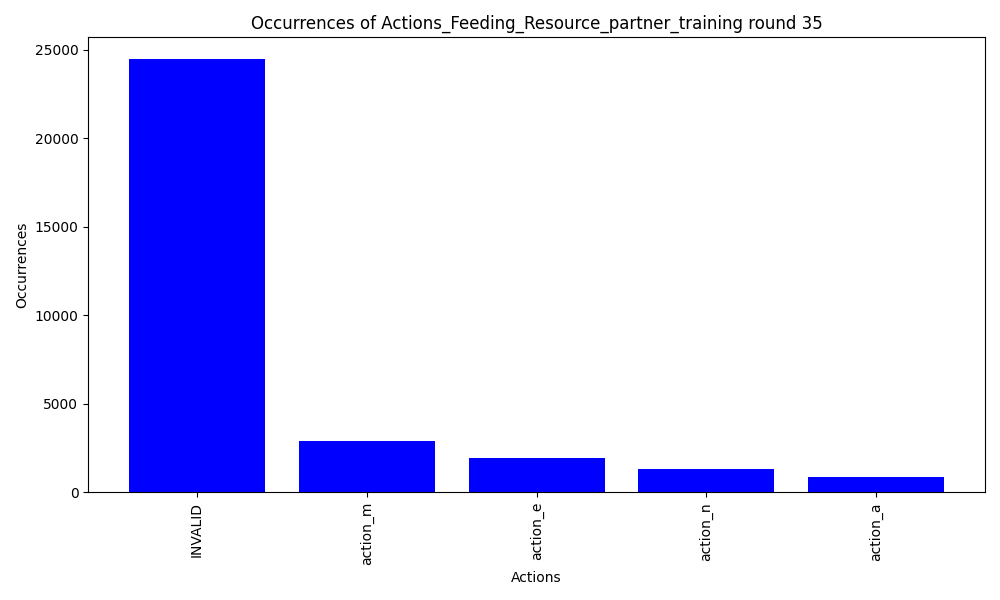 Occurrences of Actions_Feeding_Resource_partner_training round 35
25000
20000
15000
10000
5000
0
Occurrences
INVALID
action_m
action_e
action_n
action_a
Actions